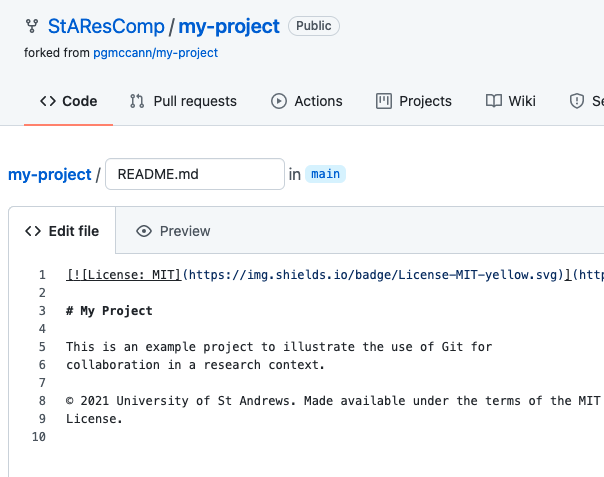 StAResComp / my-project Public
forked from pgmccann/my-project
<> Code Pull requests Actions Projects Wiki
my-project / README.md in main
<> Edit file Preview
1 [![License: MIT](https://img.shields.io/badge/License-MIT-yellow.svg)](http
2
3 # My Project
4
5 This is an example project to illustrate the use of Git for
6 collaboration in a research context.
7
8 © 2021 University of St Andrews. Made available under the terms of the MIT
9 License.
10